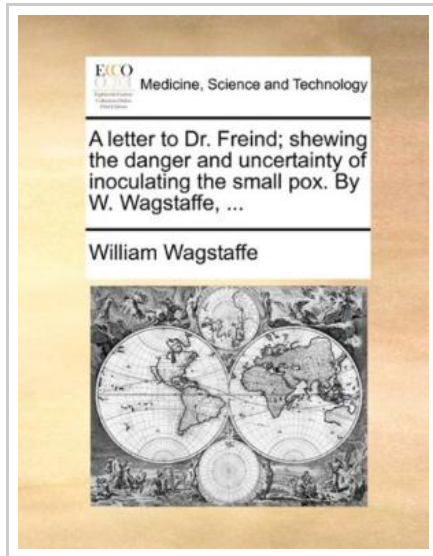 ECCO
Medicine, Science and Technology
A letter to Dr. Freind; shewing
the danger and uncertainty of
inoculating the small pox. By
W. Wagstaffe, ...
William Wagstaffe